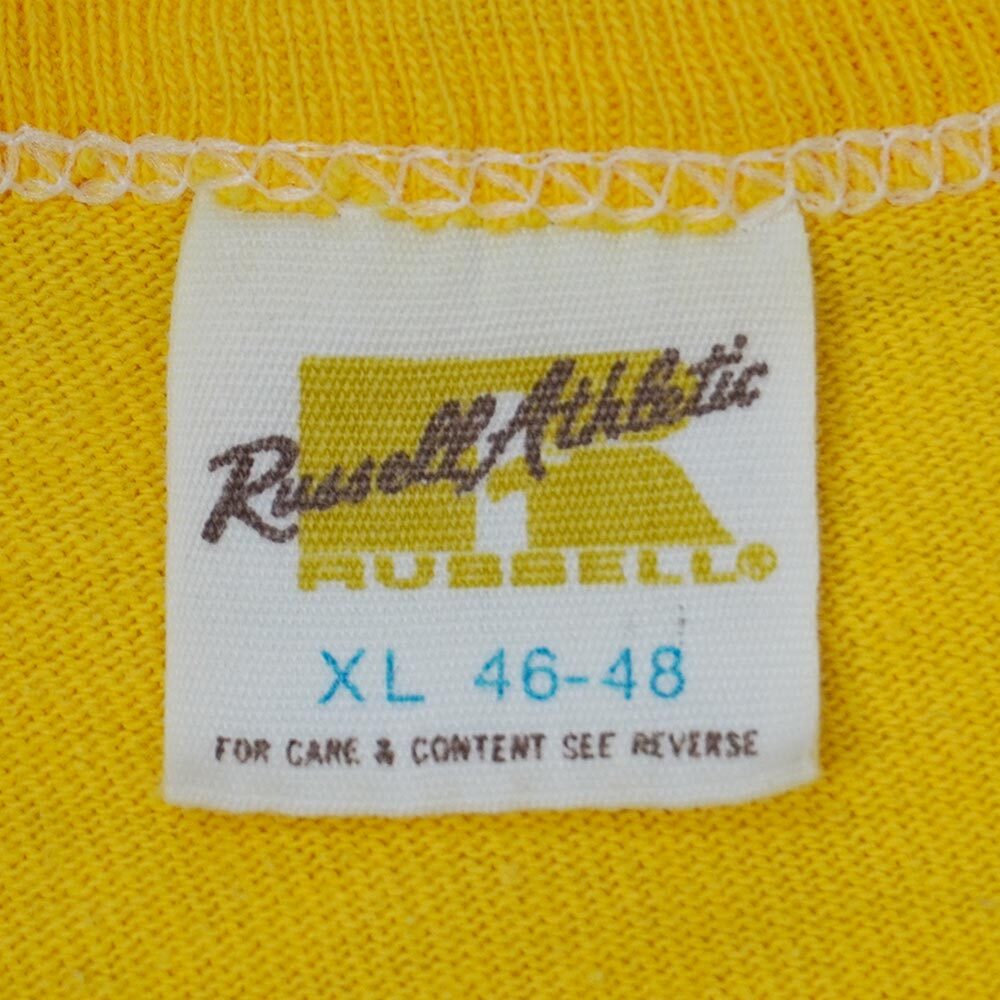 Russell Athletic
R
RUSSELL®
XL 46-48
FOR CARE & CONTENT SEE REVERSE